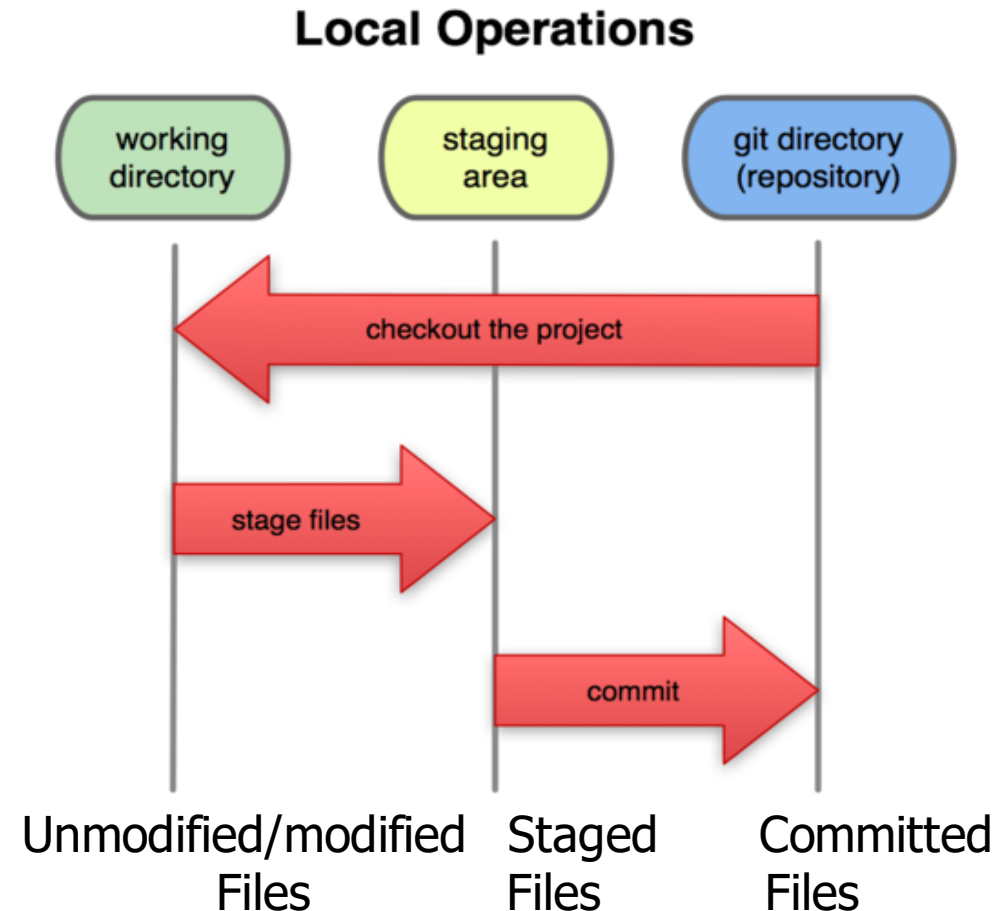 Local Operations
working
directory
staging
area
git directory
(repository)
checkout the project
stage files
commit
Unmodified/modified
Files
Staged
Files
Committed
Files